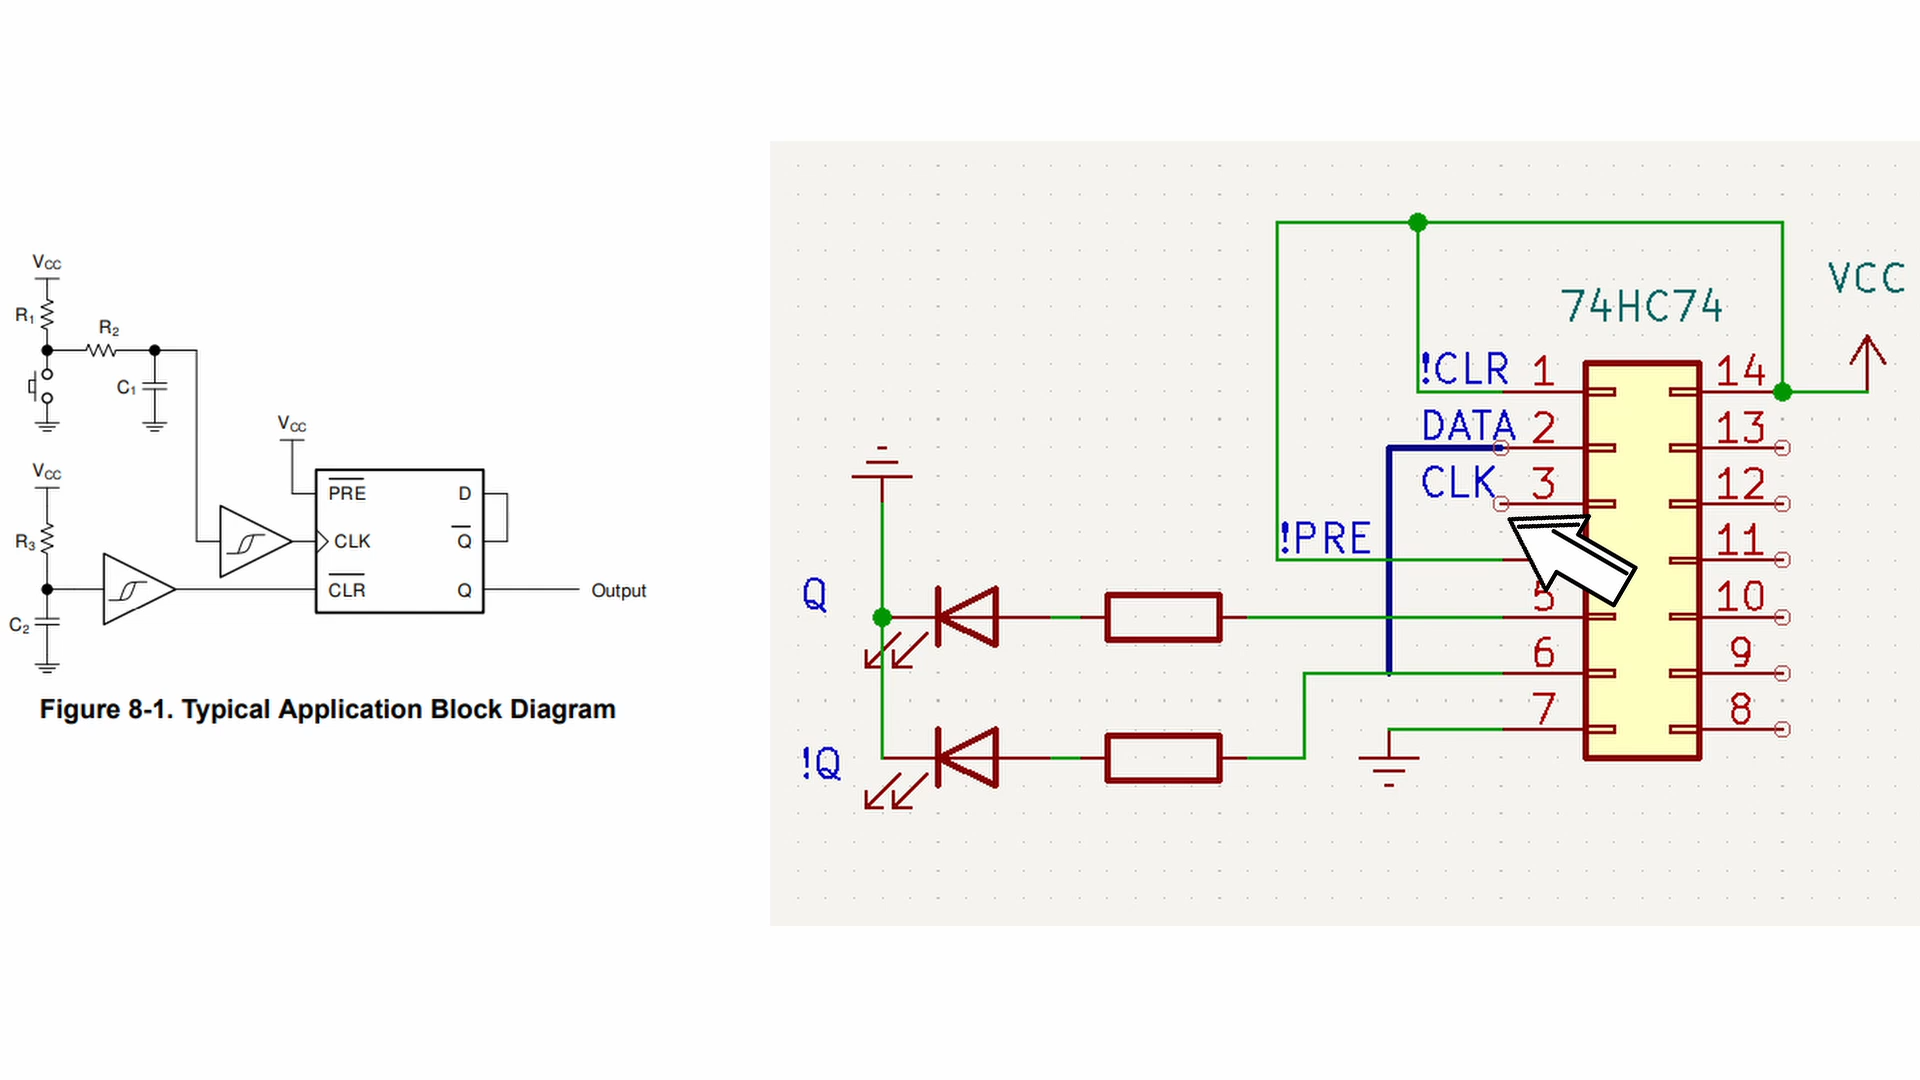 VCC
R1
R2
C1
VCC
VCC
PRE
D
R3
CLK
Q
CLR
Q
Output
C2
Figure 8-1. Typical Application Block Diagram
VCC
74HC74
!CLR 1 14
DATA 2 13
CLK 3 12
!PRE 11
Q 5 10
6 9
7 8
!Q